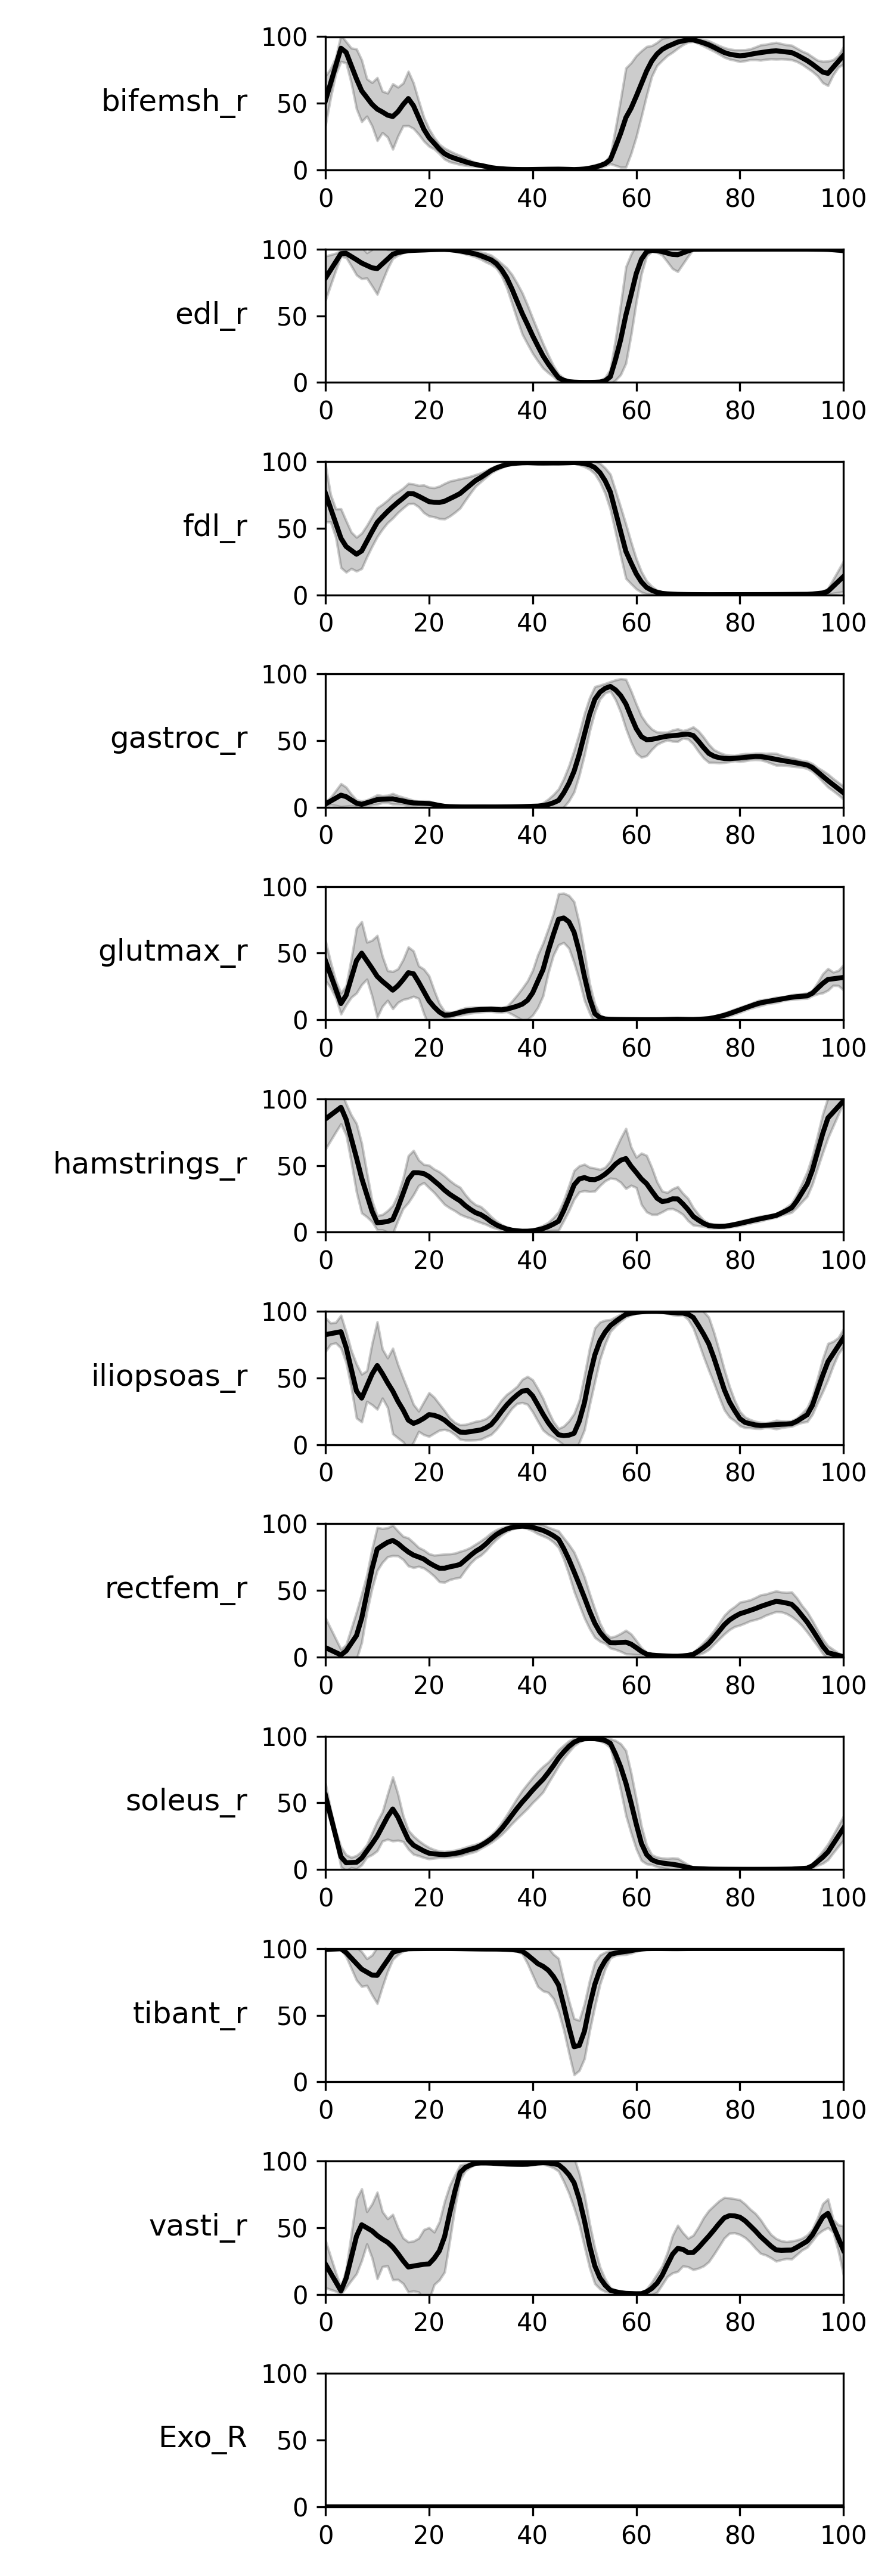 100
bifemsh_r 50
0
0 20 40 60 80 100
100
edl_r 50
0
0 20 40 60 80 100
100
fdl_r 50
0
0 20 40 60 80 100
100
gastroc_r 50
0
0 20 40 60 80 100
100
glutmax_r 50
0
0 20 40 60 80 100
100
hamstrings_r 50
0
0 20 40 60 80 100
100
iliopsoas_r 50
0
0 20 40 60 80 100
100
rectfem_r 50
0
0 20 40 60 80 100
100
soleus_r 50
0
0 20 40 60 80 100
100
tibant_r 50
0
0 20 40 60 80 100
100
vasti_r 50
0
0 20 40 60 80 100
100
Exo_R 50
0
0 20 40 60 80 100